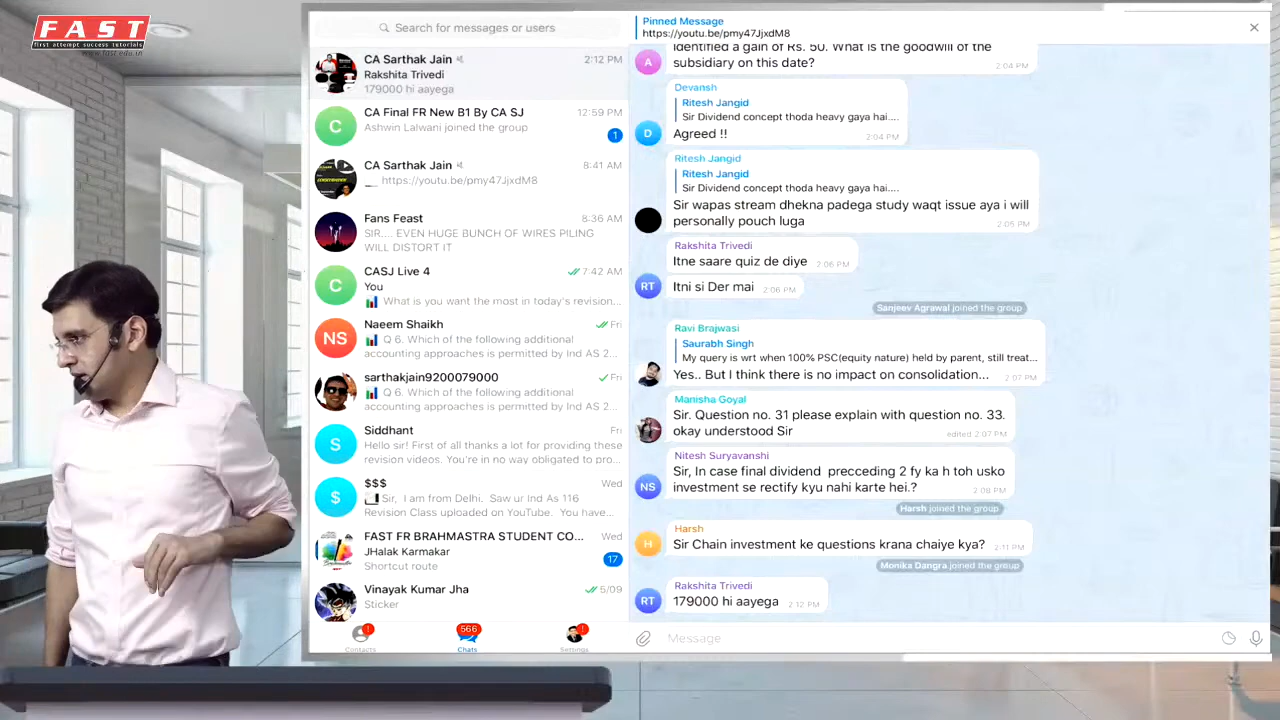 FAST
first attempt success tutorials
www.fast.edu.in
Search for messages or users
CA Sarthak Jain
2:12 PM
Rakshita Trivedi
179000 hi aayega
C
CA Final FR New B1 By CA SJ
12:59 PM
Ashwin Lalwani joined the group
1
CA Sarthak Jain
8:41 AM
https://youtu.be/pmy47JjxdM8
Fans Feast
8:36 AM
SIR.... EVEN HUGE BUNCH OF WIRES PILING
WILL DISTORT IT
C
CASJ Live 4
7:42 AM
You
What is you want the most in today's revision...
NS
Naeem Shaikh
Fri
Q 6. Which of the following additional
accounting approaches is permitted by Ind AS 2...
sarthakjain9200079000
Fri
Q 6. Which of the following additional
accounting approaches is permitted by Ind AS 2...
S
Siddhant
Fri
Hello sir! First of all thanks a lot for providing these
revision videos. You're in no way obligated to pro...
$
$$$
Wed
Sir, I am from Delhi. Saw ur Ind As 116
Revision Class uploaded on YouTube. You have...
FAST FR BRAHMASTRA STUDENT CO...
Wed
JHalak Karmakar
Shortcut route
17
Vinayak Kumar Jha
5/09
Sticker
!
Contacts
566
Chats
!
Settings
Pinned Message
https://youtu.be/pmy47JjxdM8
identified a gain of Rs. 50. What is the goodwill of the
subsidiary on this date?
2:04 PM
A
Devansh
Ritesh Jangid
Sir Dividend concept thoda heavy gaya hai....
Agreed !!
2:04 PM
D
Ritesh Jangid
Ritesh Jangid
Sir Dividend concept thoda heavy gaya hai....
Sir wapas stream dhekna padega study waqt issue aya i will
personally pouch luga
2:05 PM
Rakshita Trivedi
Itne saare quiz de diye
2:06 PM
RT
Itni si Der mai
2:06 PM
Sanjeev Agrawal joined the group
Ravi Brajwasi
Saurabh Singh
My query is wrt when 100% PSC(equity nature) held by parent, still treat...
Yes.. But I think there is no impact on consolidation...
2:07 PM
Manisha Goyal
Sir. Question no. 31 please explain with question no. 33.
okay understood Sir
edited 2:07 PM
Nitesh Suryavanshi
Sir, In case final dividend precceding 2 fy ka h toh usko
investment se rectify kyu nahi karte hei.?
2:08 PM
NS
Harsh joined the group
Harsh
H
Sir Chain investment ke questions krana chaiye kya?
2:11 PM
Monika Dangra joined the group
Rakshita Trivedi
RT
179000 hi aayega
2:12 PM
Message